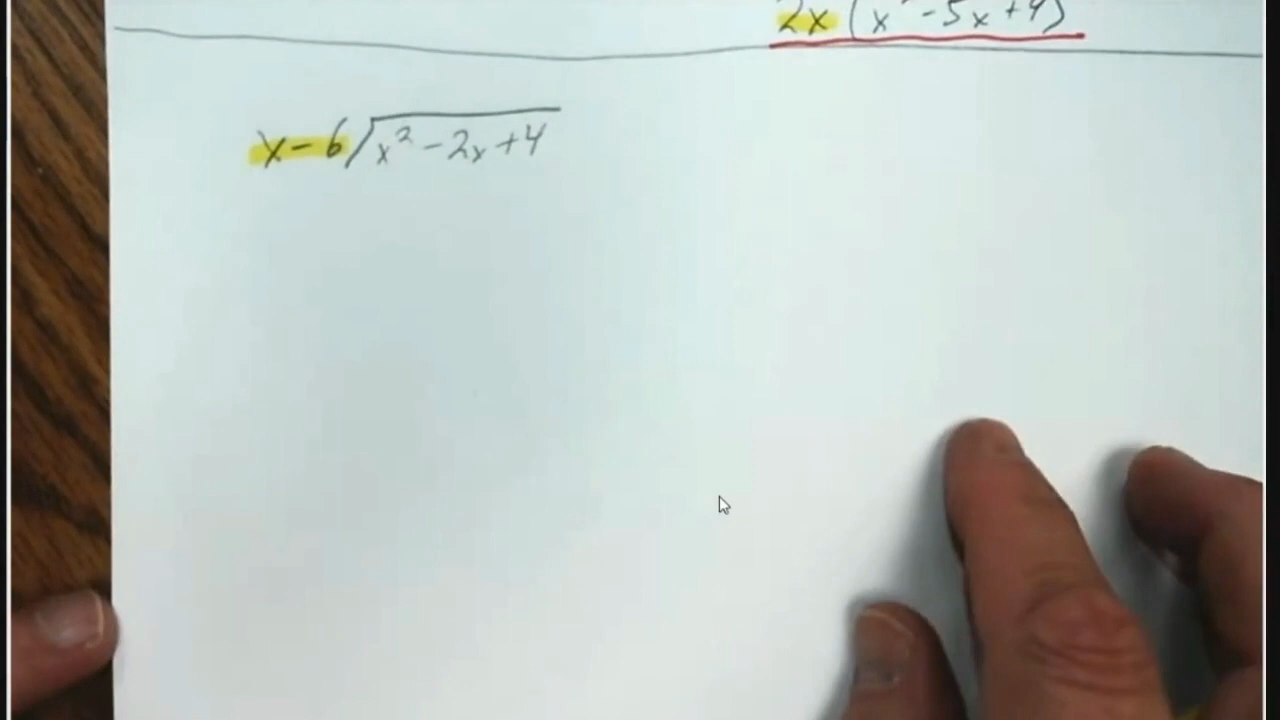 2x (x² -5x +4)
x-6)x² -2x +4